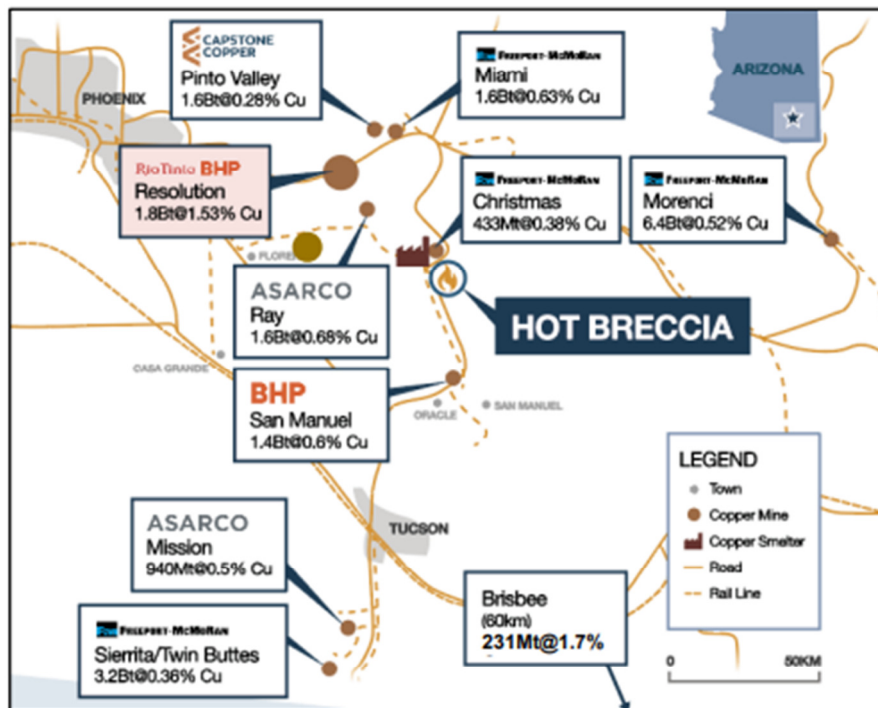 CAPSTONE
COPPER
Pinto Valley
1.6Bt@0.28% Cu
FREEPORT-MCMORAN
Miami
1.6Bt@0.63% Cu
ARIZONA
PHOENIX
RioTinto BHP
Resolution
1.8Bt@1.53% Cu
FREEPORT-MCMORAN
Christmas
433Mt@0.38% Cu
FREEPORT-MCMORAN
Morenci
6.4Bt@0.52% Cu
ASARCO
Ray
1.6Bt@0.68% Cu
HOT BRECCIA
CASA GRANDE
BHP
San Manuel
1.4Bt@0.6% Cu
ORACLE
SAN MANUEL
LEGEND
Town
Copper Mine
Copper Smelter
Road
Rail Line
0 50KM
ASARCO
Mission
940Mt@0.5% Cu
TUCSON
Brisbee
(60km)
231Mt@1.7%
FREEPORT-MCMORAN
Sierrita/Twin Buttes
3.2Bt@0.36% Cu